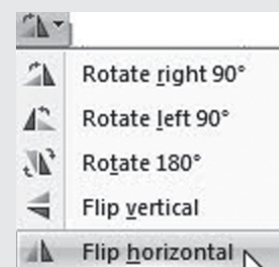 Rotate right 90°
Rotate left 90°
Rotate 180°
Flip vertical
Flip horizontal